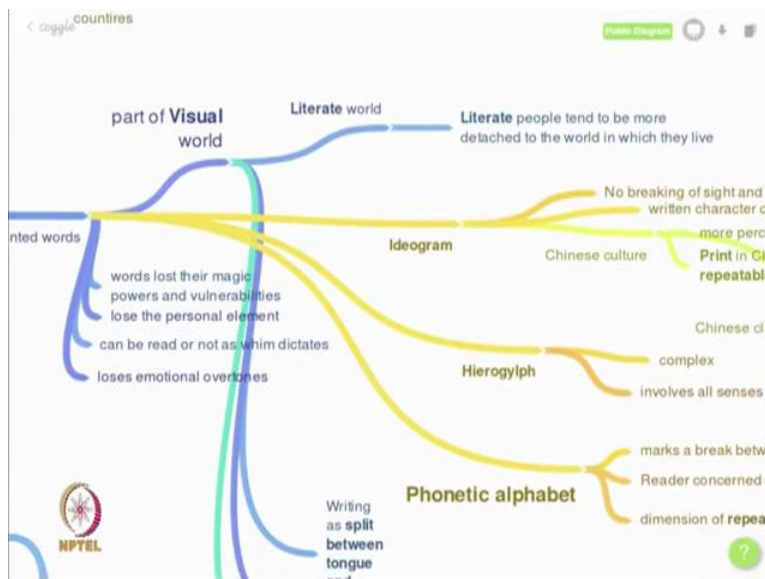 countires
coggle
Public Diagram
part of Visual
world
Literate world
Literate people tend to be more
detached to the world in which they live
nted words
words lost their magic
powers and vulnerabilities
lose the personal element
can be read or not as whim dictates
loses emotional overtones
Ideogram
No breaking of sight and
written character
Chinese culture
more perc
Print in
repeatabl
Chinese
Hierogylph
complex
involves all senses
Phonetic alphabet
marks a break betw
Reader concerned
dimension of repea
Writing
as split
between
tongue
NPTEL
?